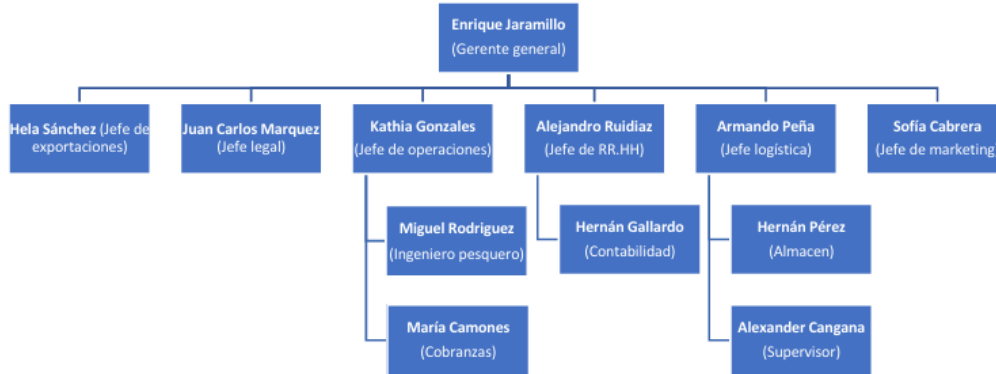 Enrique Jaramillo
(Gerente general)
Hela Sánchez (Jefe de
exportaciones)
Juan Carlos Marquez
(Jefe legal)
Kathia Gonzales
(Jefe de operaciones)
Alejandro Ruidiaz
(Jefe de RR.HH)
Armando Peña
(Jefe logística)
Sofía Cabrera
(Jefe de marketing)
Miguel Rodriguez
(Ingeniero pesquero)
Hernán Gallardo
(Contabilidad)
Hernán Pérez
(Almacen)
María Camones
(Cobranzas)
Alexander Cangana
(Supervisor)